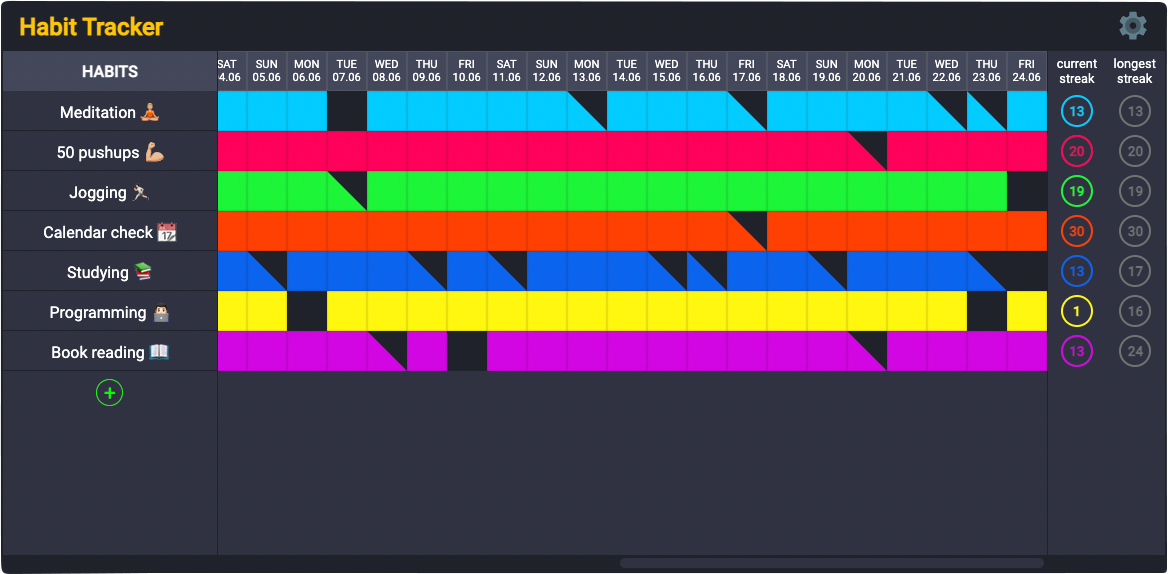 Habit Tracker
HABITS
SAT SUN MON TUE WED THU FRI SAT SUN MON TUE WED THU FRI SAT SUN MON TUE WED THU FRI current longest
4.06 05.06 06.06 07.06 08.06 09.06 10.06 11.06 12.06 13.06 14.06 15.06 16.06 17.06 18.06 19.06 20.06 21.06 22.06 23.06 24.06 streak streak
Meditation 13 13
50 pushups 20 20
Jogging 19 19
Calendar check 30 30
Studying 13 17
Programming 1 16
Book reading 13 24
+